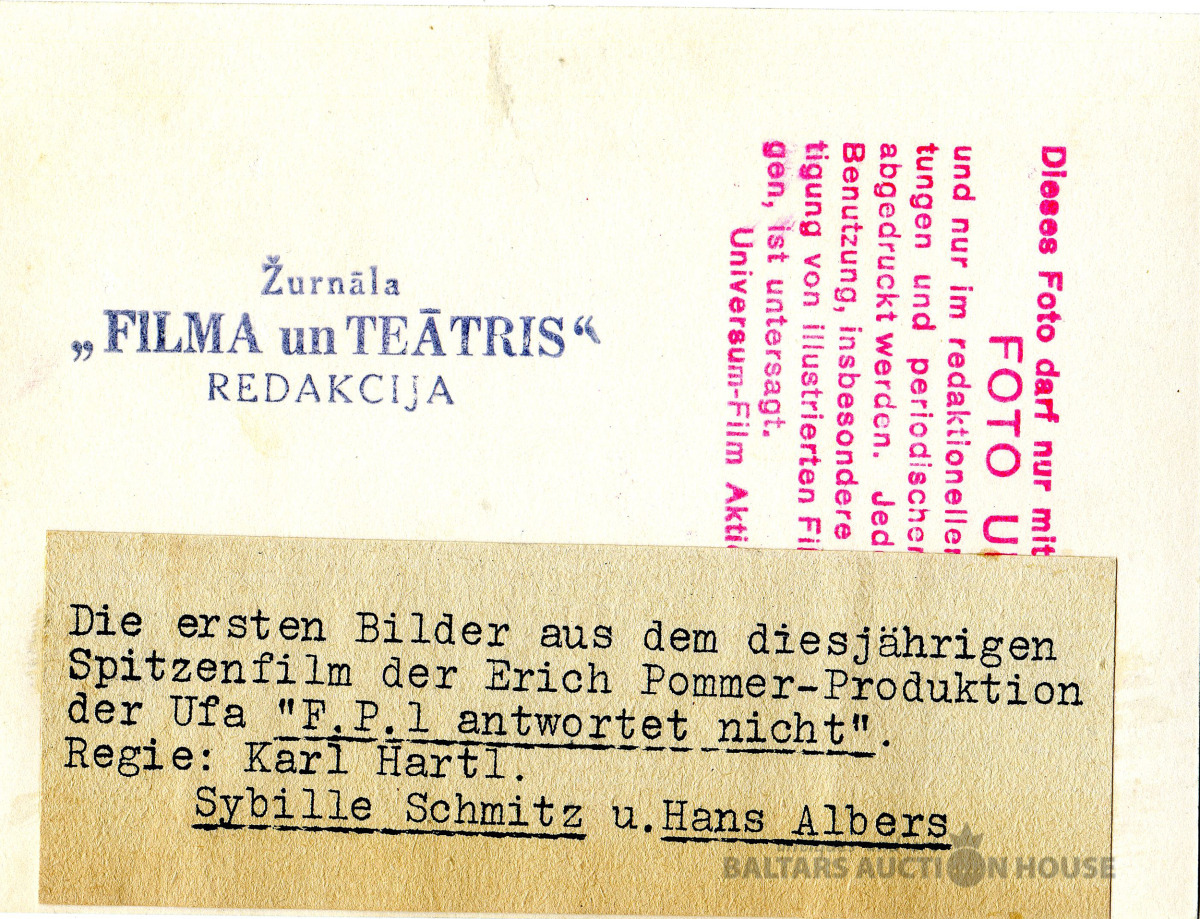 Žurnāla
„FILMA un TEĀTRIS“
REDAKCIJA
Dieses Foto darf nur mit
FOTO
und nur im redaktionellen
tungen und periodischen
abgedruckt werden. Jed
Benutzung, insbesondere
tigung von illustrierten
gen, ist untersagt.
Universum-Film Akti
Die ersten Bilder aus dem diesjährigen
Spitzenfilm der Erich Pommer-Produktion
der Ufa "F.P.1 antwortet nicht".
Regie: Karl Hartl.
Sybille Schmitz u.Hans Albers
BALTARS AUCTION HOUSE